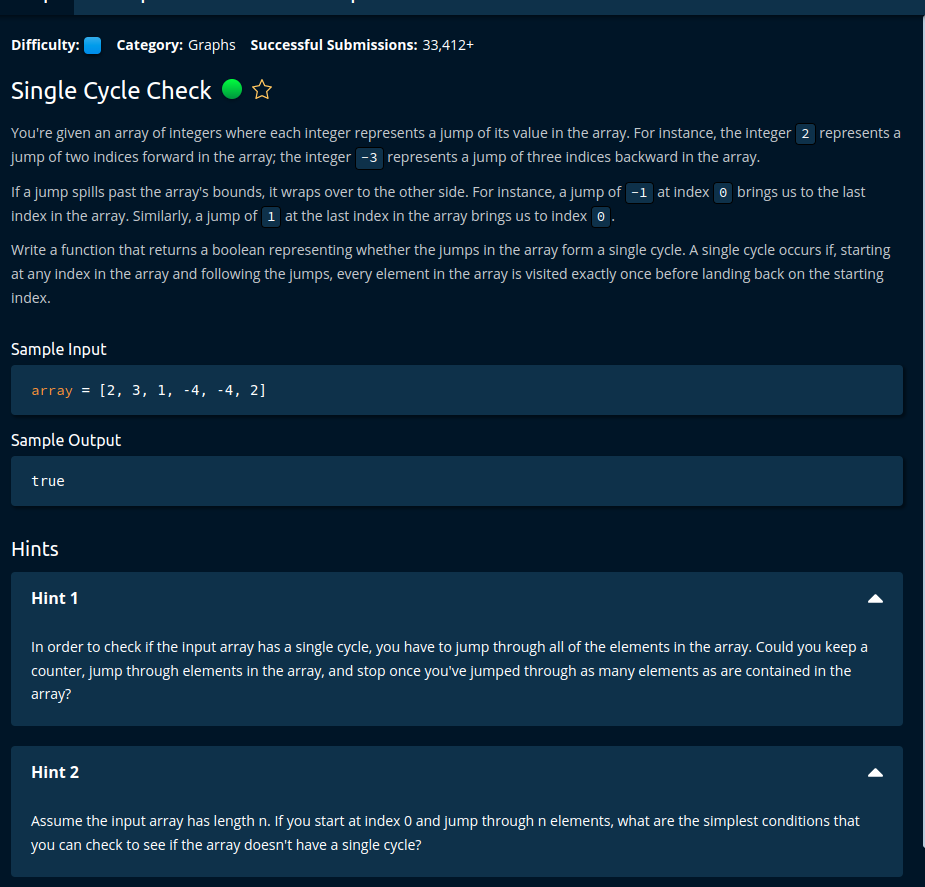 Difficulty: Category: Graphs Successful Submissions: 33,412+
Single Cycle Check
You're given an array of integers where each integer represents a jump of its value in the array. For instance, the integer 2 represents a
jump of two indices forward in the array; the integer -3 represents a jump of three indices backward in the array.
If a jump spills past the array's bounds, it wraps over to the other side. For instance, a jump of -1 at index 0 brings us to the last
index in the array. Similarly, a jump of 1 at the last index in the array brings us to index 0.
Write a function that returns a boolean representing whether the jumps in the array form a single cycle. A single cycle occurs if, starting
at any index in the array and following the jumps, every element in the array is visited exactly once before landing back on the starting
index.
Sample Input
array = [2, 3, 1, -4, -4, 2]
Sample Output
true
Hints
Hint 1
In order to check if the input array has a single cycle, you have to jump through all of the elements in the array. Could you keep a
counter, jump through elements in the array, and stop once you've jumped through as many elements as are contained in the
array?
Hint 2
Assume the input array has length n. If you start at index 0 and jump through n elements, what are the simplest conditions that
you can check to see if the array doesn't have a single cycle?